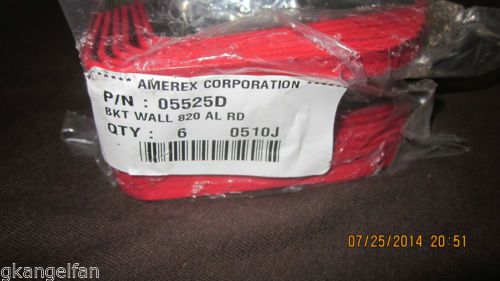 AMEREX CORPORATION
P/N : 05525D
BKT WALL 820 AL RD
QTY : 6 0510J
07/25/2014 20:51
gkangelfan